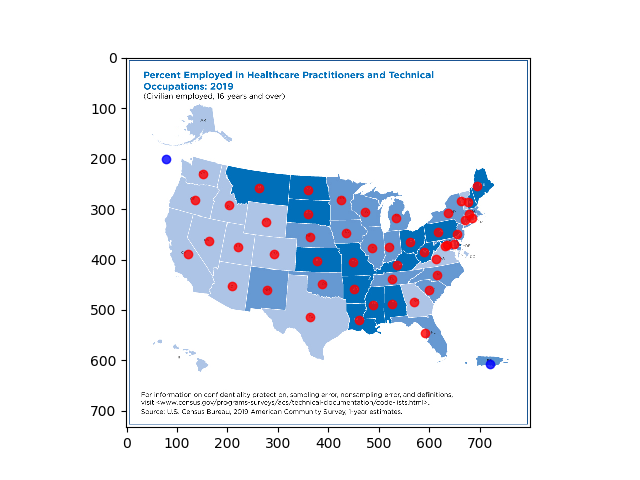 Percent Employed in Healthcare Practitioners and Technical
Occupations: 2019
(Civilian employed, 16 years and over)
For information on confidentiality protection, sampling error, nonsampling error, and definitions,
visit <www.census.gov/programs-surveys/acs/technical-documentation/code-lists.html>.
Source: U.S. Census Bureau, 2019 American Community Survey, 1-year estimates.
0
100
200
300
400
500
600
700
0 100 200 300 400 500 600 700